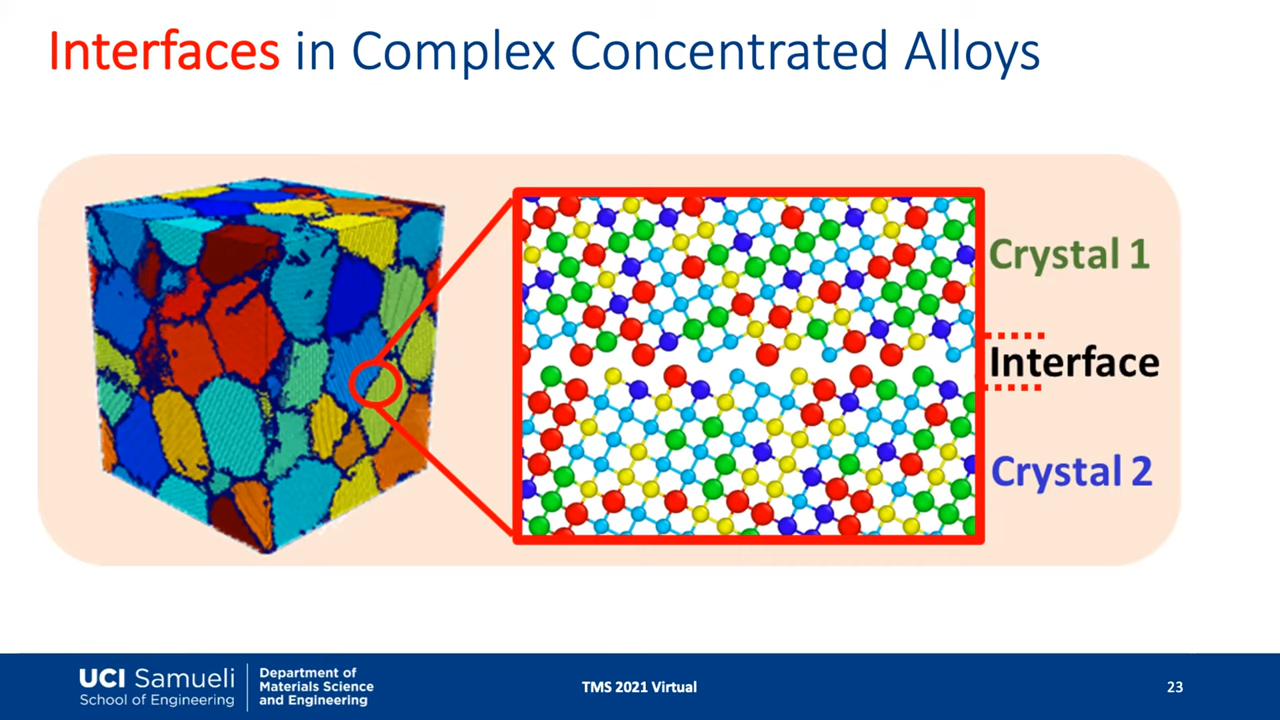 Interfaces in Complex Concentrated Alloys
Crystal 1
Interface
Crystal 2
UCI Samueli
School of Engineering
Department of
Materials Science
and Engineering
TMS 2021 Virtual
23